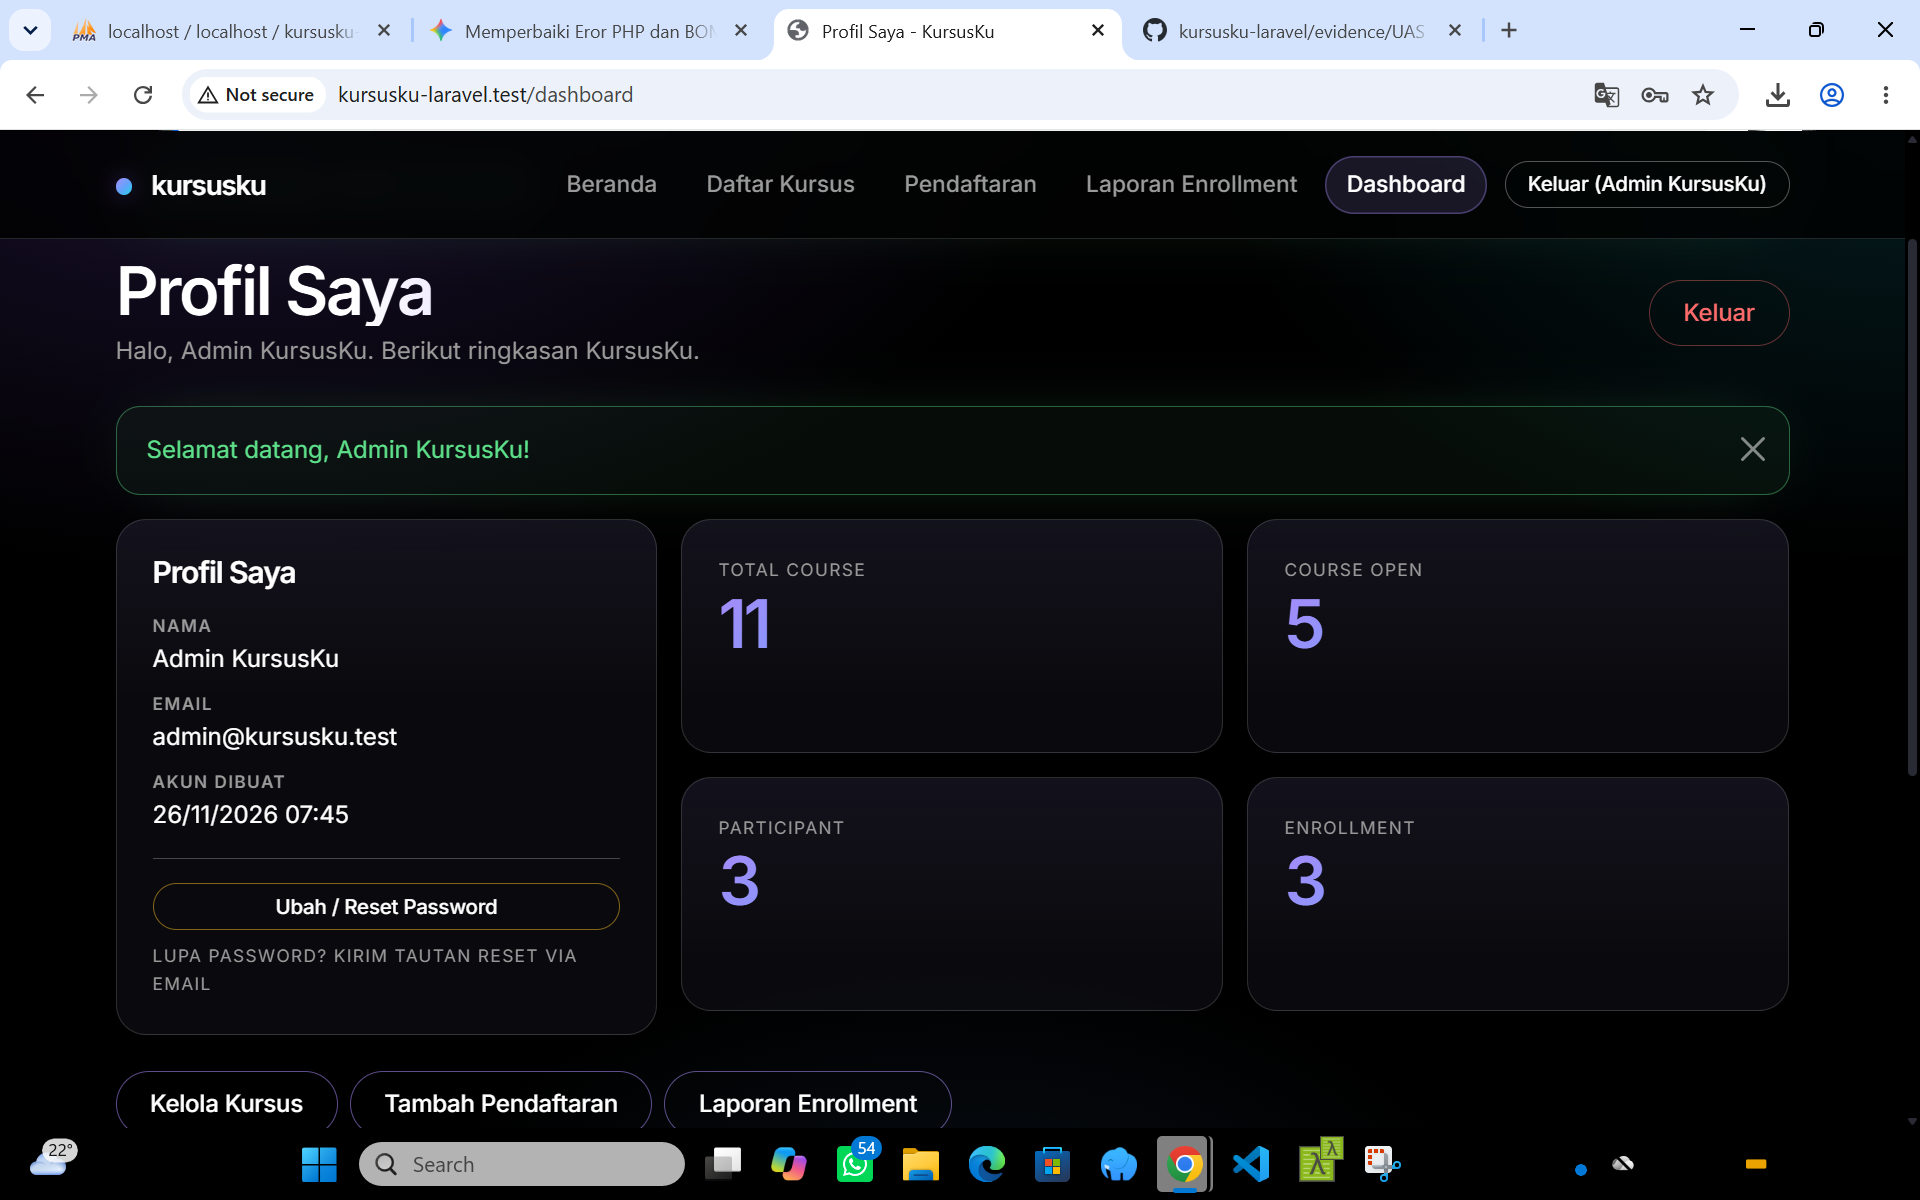 localhost / localhost / kursusku-
Memperbaiki Eror PHP dan BOM
Profil Saya - KursusKu
kursusku-laravel/evidence/UAS
Not secure
kursusku-laravel.test/dashboard
kursusku
Beranda
Daftar Kursus
Pendaftaran
Laporan Enrollment
Dashboard
Keluar (Admin KursusKu)
Profil Saya
Halo, Admin KursusKu. Berikut ringkasan KursusKu.
Keluar
Selamat datang, Admin KursusKu!
Profil Saya
NAMA
Admin KursusKu
EMAIL
admin@kursusku.test
AKUN DIBUAT
26/11/2026 07:45
Ubah / Reset Password
LUPA PASSWORD? KIRIM TAUTAN RESET VIA
EMAIL
TOTAL COURSE
11
COURSE OPEN
5
PARTICIPANT
3
ENROLLMENT
3
Kelola Kursus
Tambah Pendaftaran
Laporan Enrollment
22°
Search
54